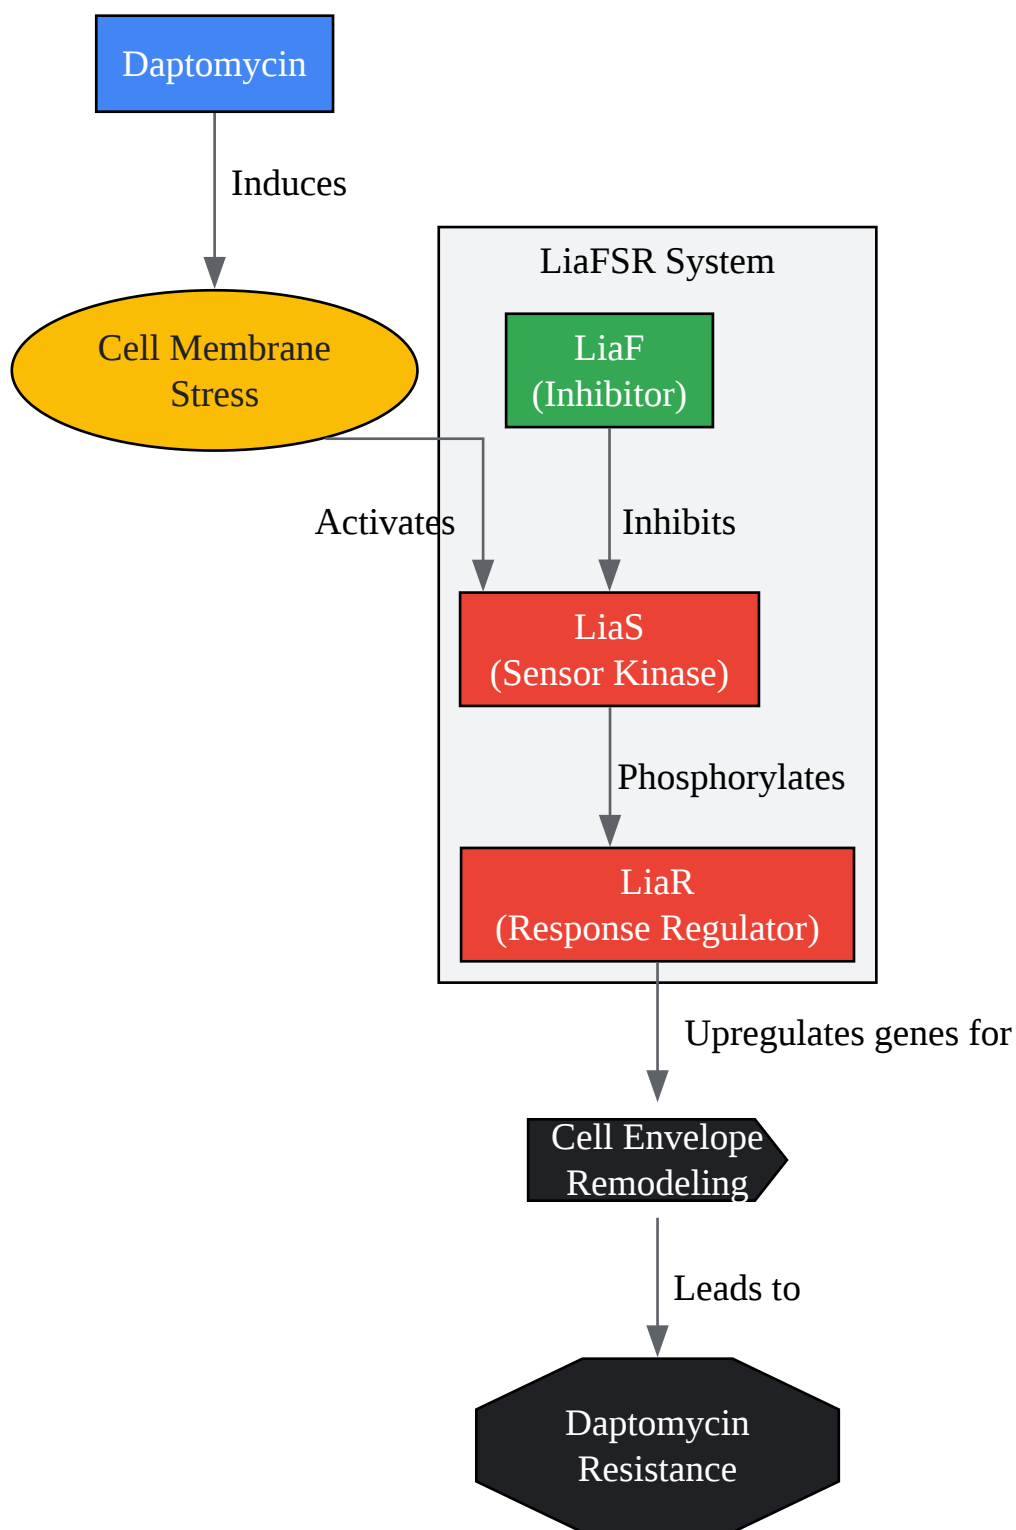 Daptomycin
Induces
LiaFSR System
Cell Membrane
Stress
LiaF
(Inhibitor)
Activates
Inhibits
LiaS
(Sensor Kinase)
Phosphorylates
LiaR
(Response Regulator)
Upregulates genes for
Cell Envelope
Remodeling
Leads to
Daptomycin
Resistance